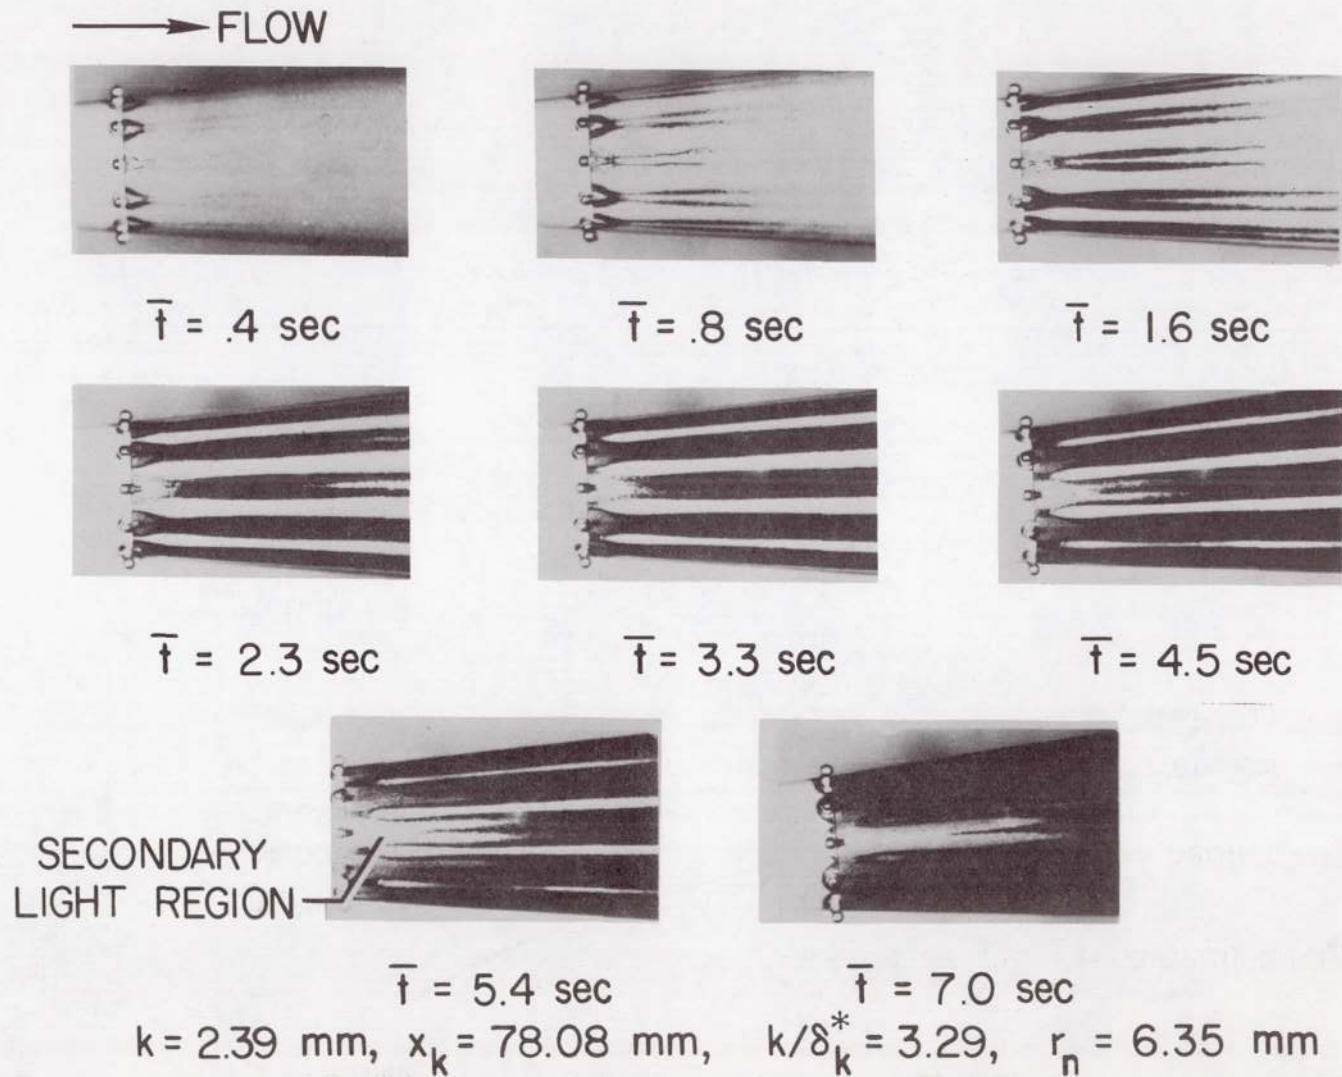 FLOW
t̅ = .4 sec
t̅ = .8 sec
t̅ = 1.6 sec
t̅ = 2.3 sec
t̅ = 3.3 sec
t̅ = 4.5 sec
SECONDARY
LIGHT REGION
t̅ = 5.4 sec
t̅ = 7.0 sec
k = 2.39 mm, xₖ = 78.08 mm, k/δ*ₖ = 3.29, rₙ = 6.35 mm